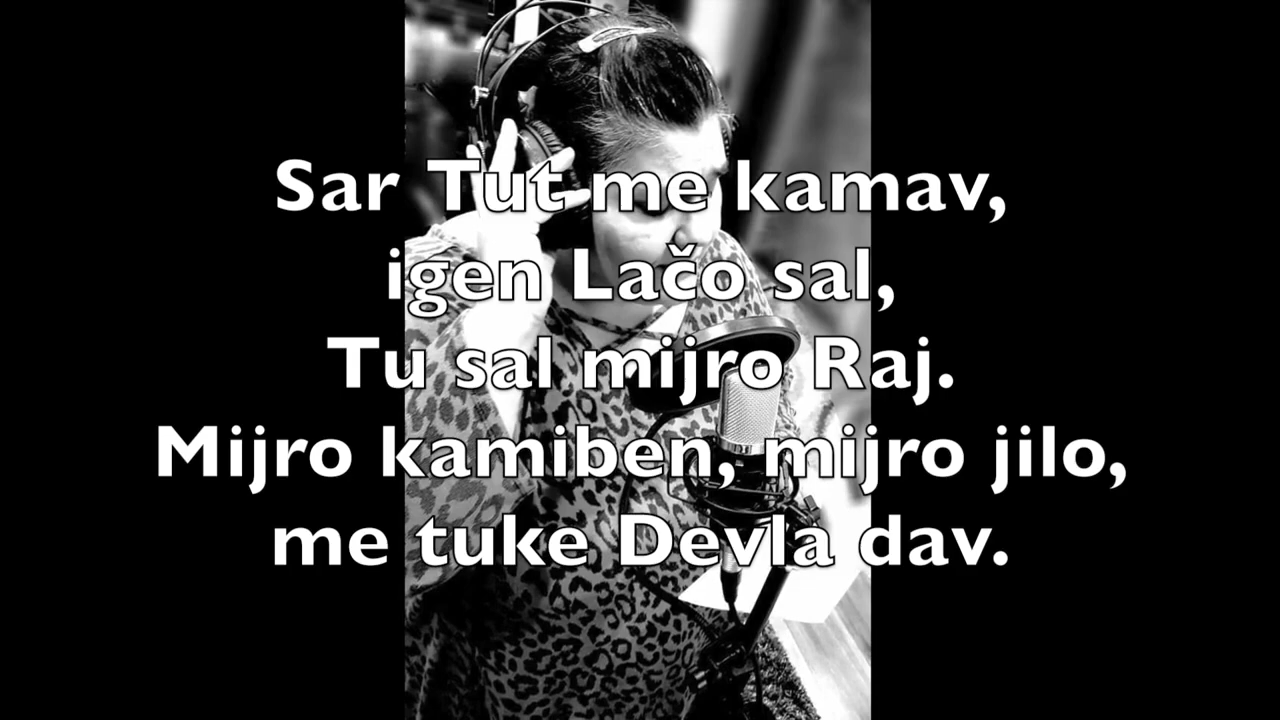 Sar Tut me kamav,
igen Lačo sal,
Tu sal mijro Raj.
Mijro kamiben, mijro jilo,
me tuke Devla dav.